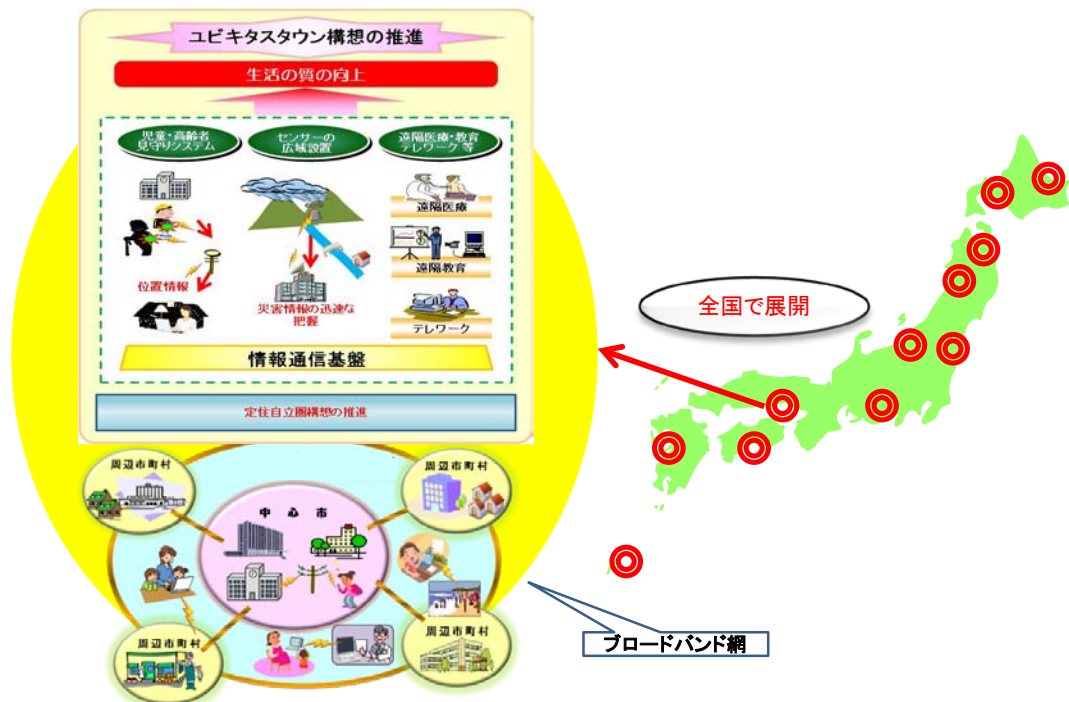 ユビキタスタウン構想の推進
生活の質の向上
児童・高齢者
見守りシステム
センサーの
広域設置
遠隔医療・教育
テレワーク 等
遠隔医療
遠隔教育
テレワーク
位置情報
災害情報の迅速な
把握
情報通信基盤
定住自立圏構想の推進
周辺市町村
周辺市町村
中心市
周辺市町村
周辺市町村
全国で展開
ブロードバンド網